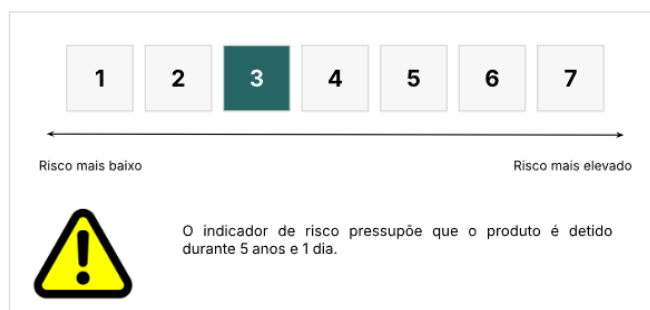 1 2 3 4 5 6 7
Risco mais baixo Risco mais elevado
O indicador de risco pressupõe que o produto é detido
durante 5 anos e 1 dia.